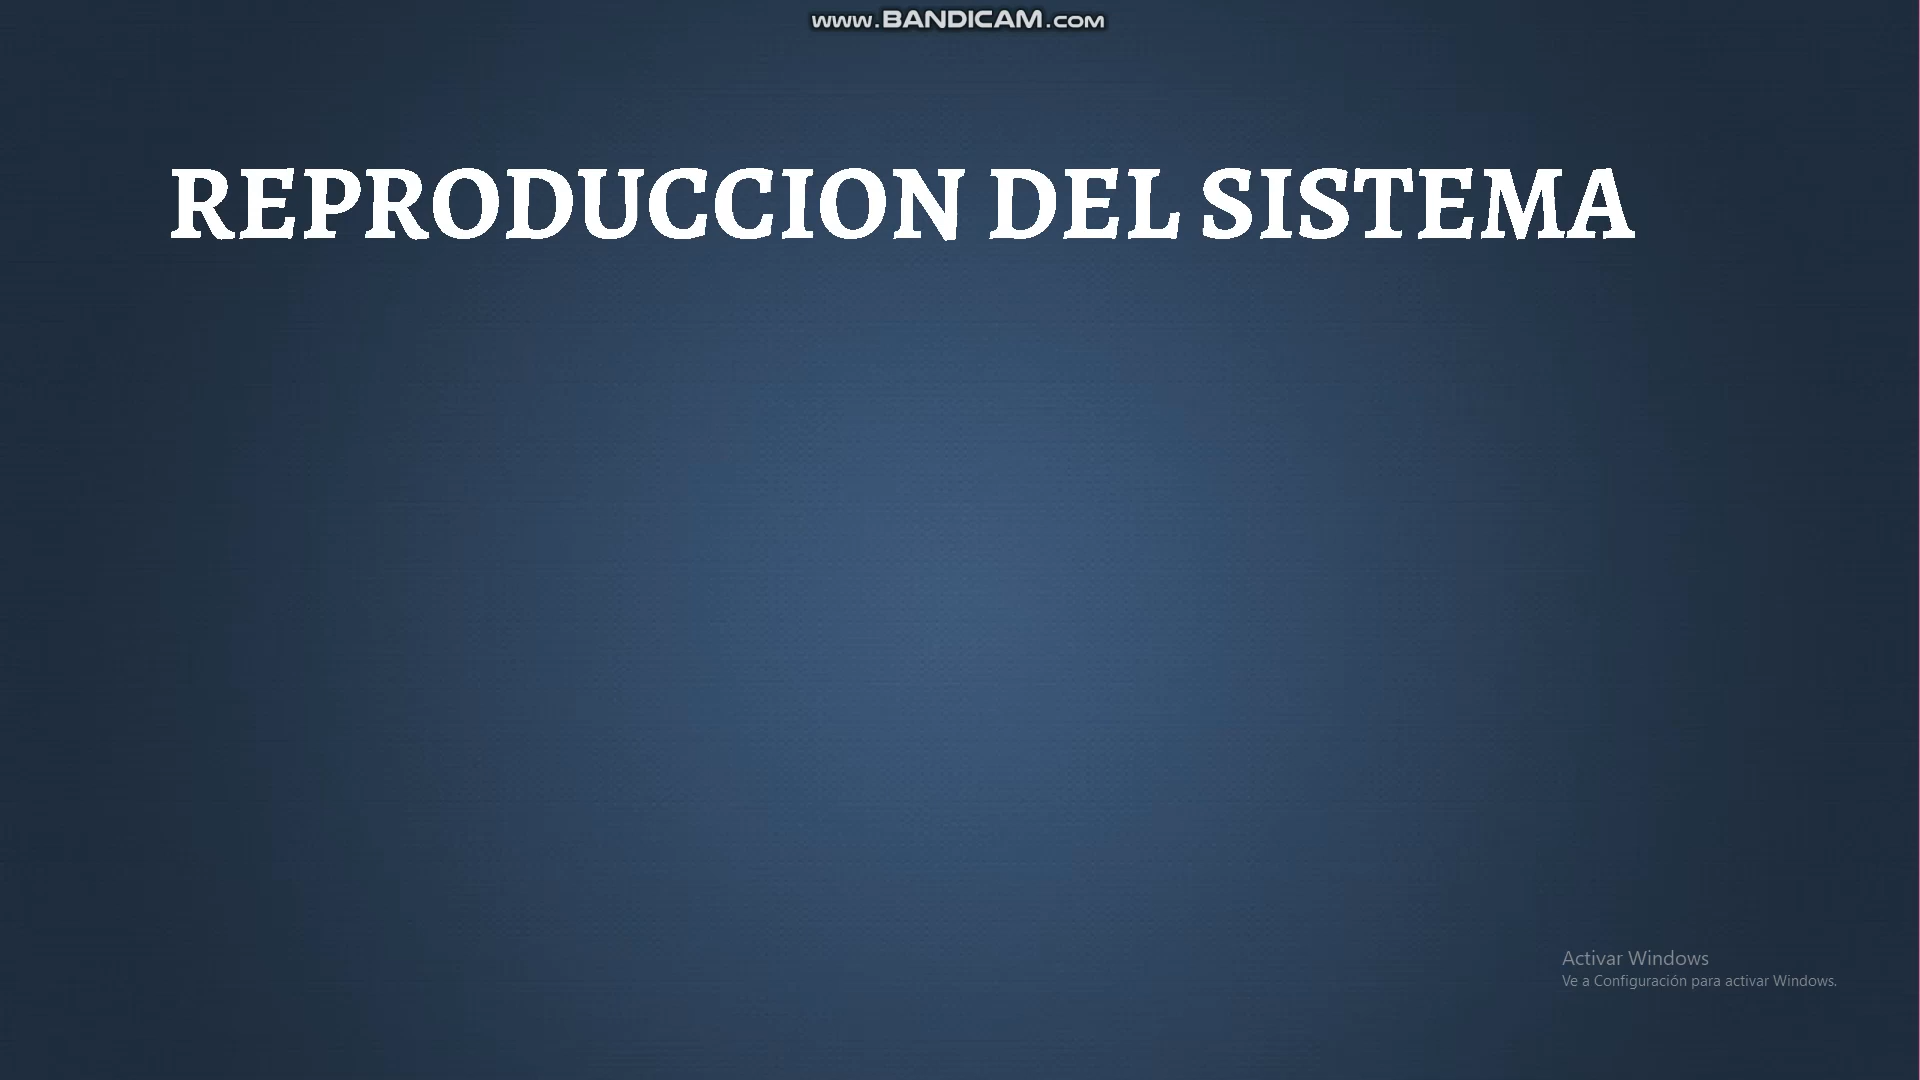 www.BANDICAM.com
REPRODUCCION DEL SISTEMA
Activar Windows
Ve a Configuración para activar Windows.